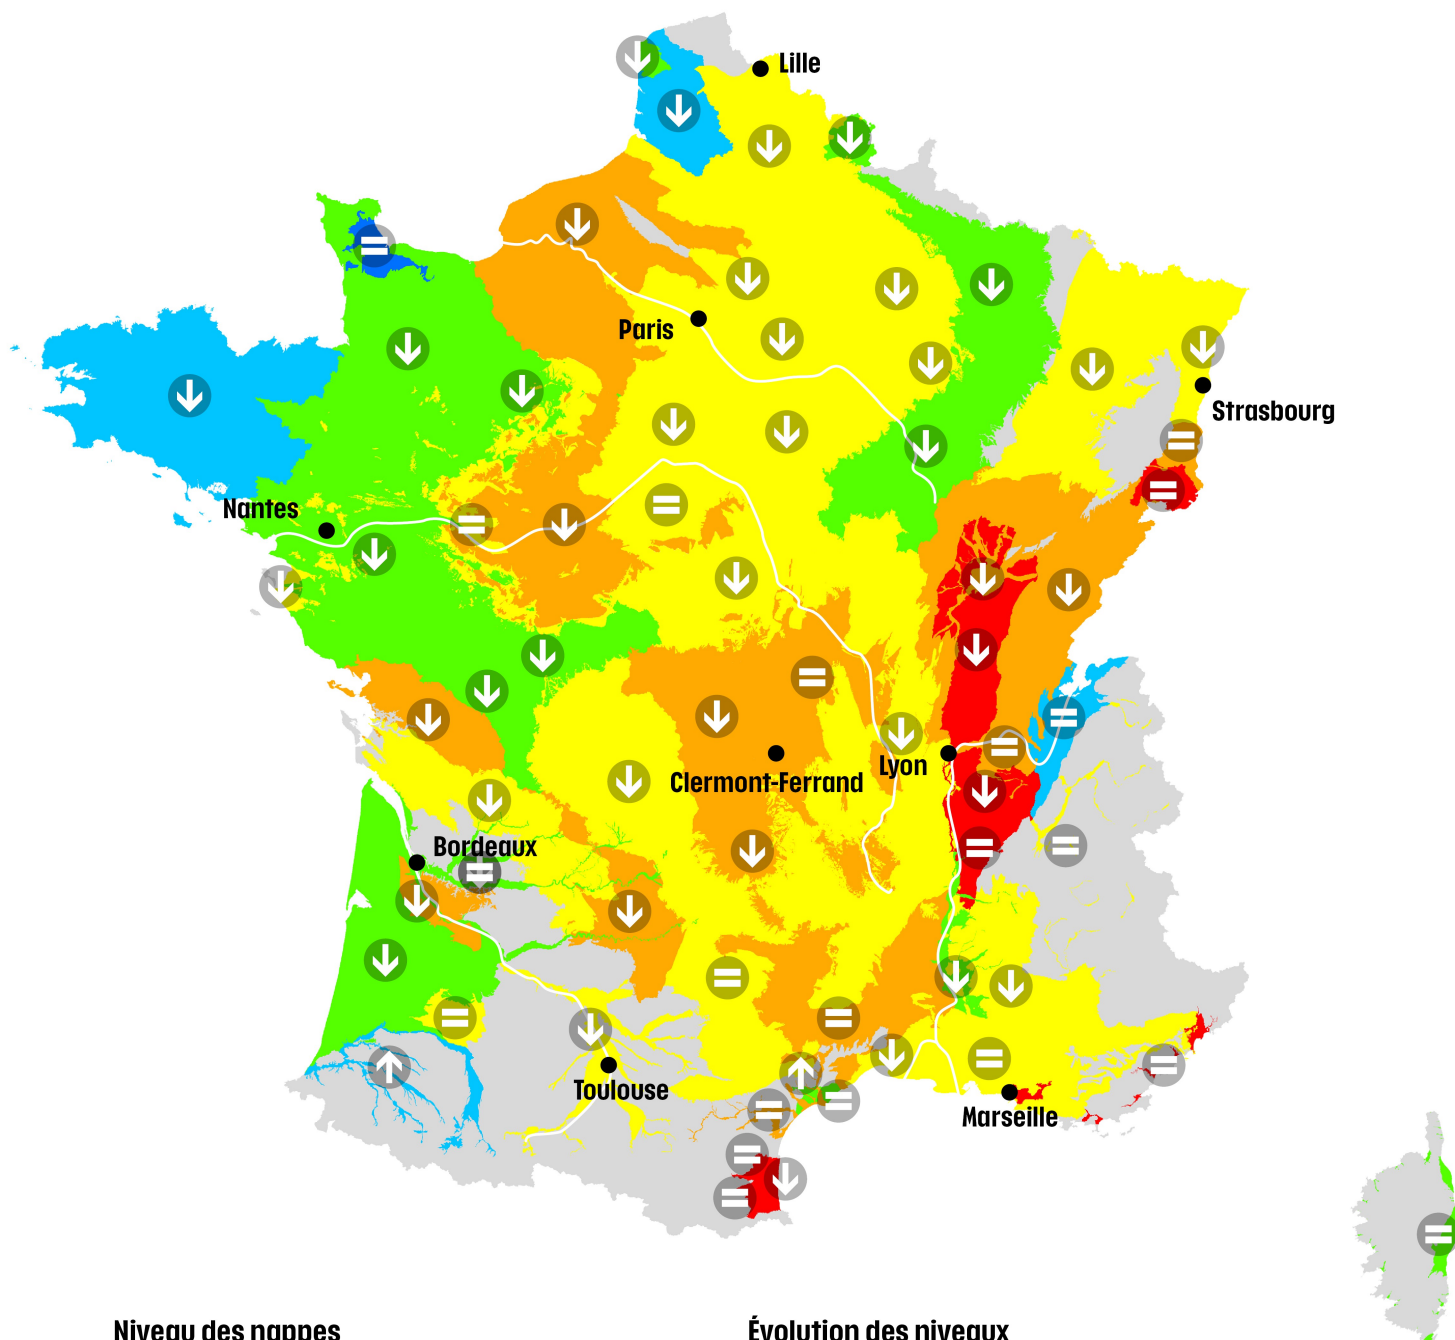 Lille
Paris
Strasbourg
Nantes
Clermont-Ferrand
Lyon
Bordeaux
Toulouse
Marseille
Niveau des nappes
Évolution des niveaux